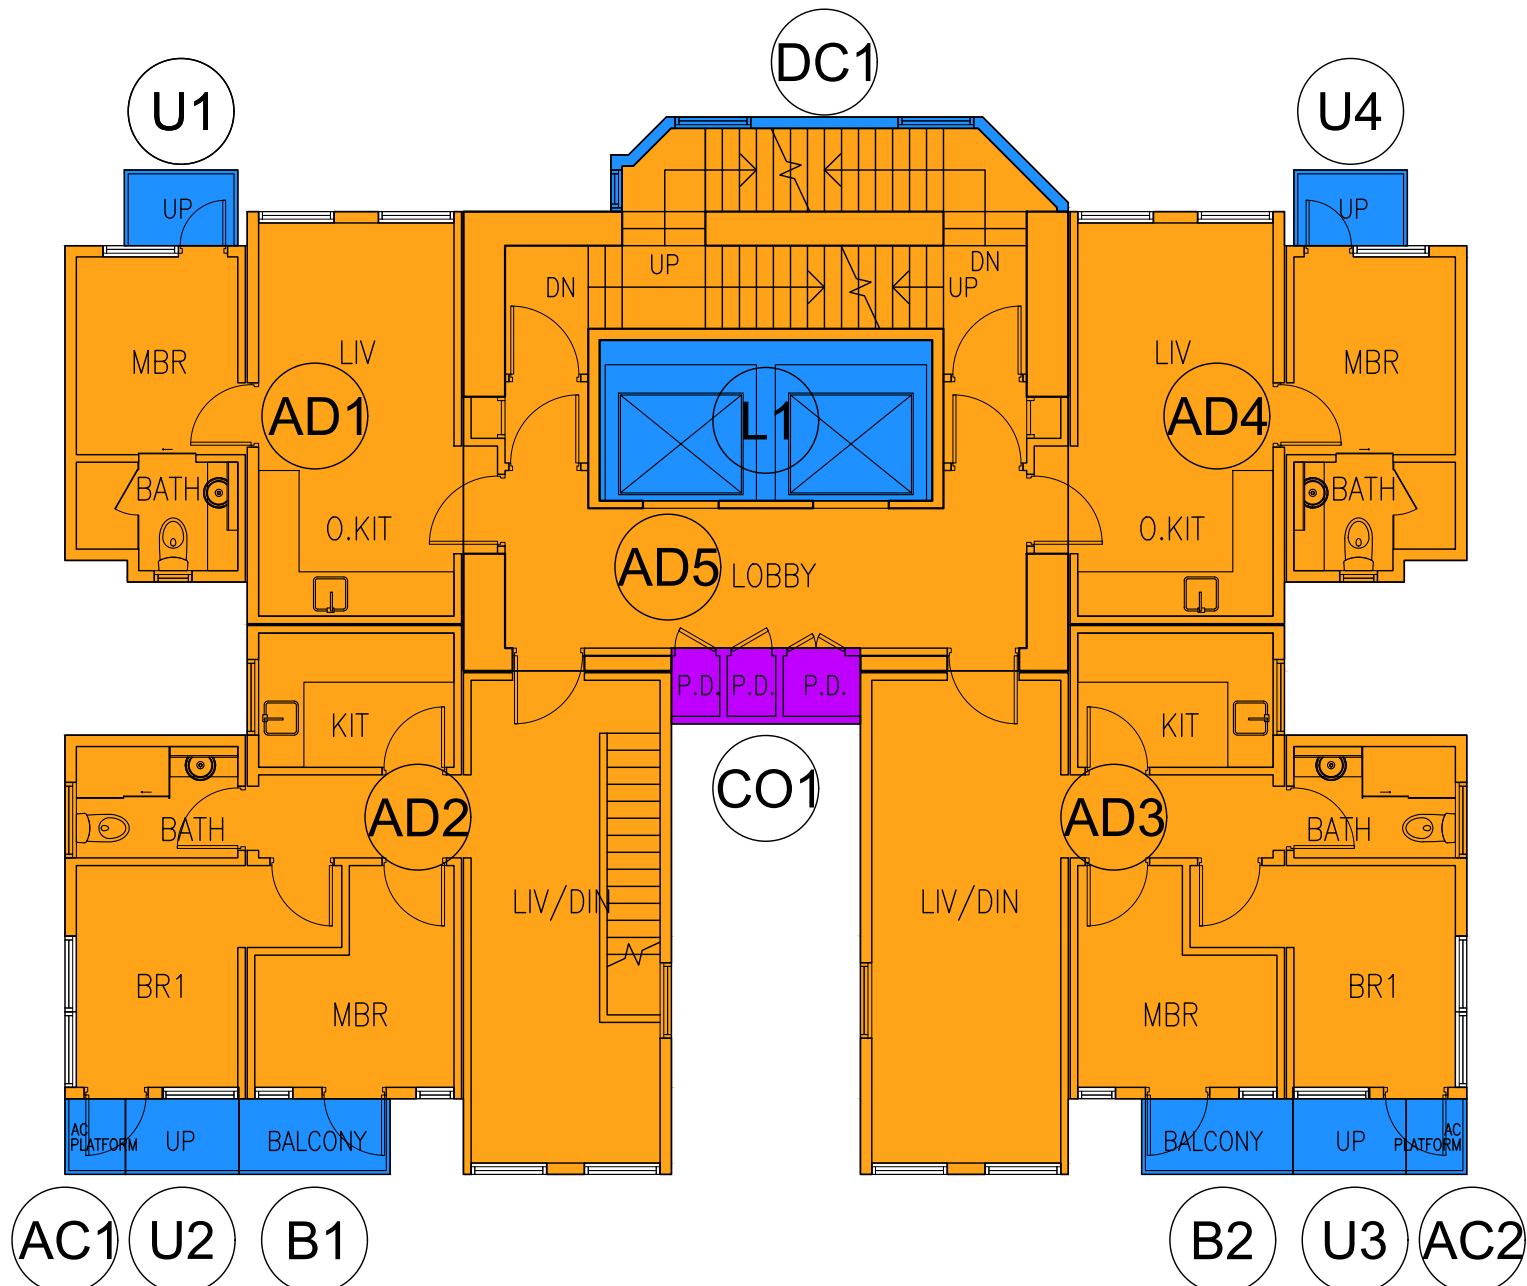 DC1
U1
U4
UP
UP
UP
DN
DN
UP
LIV
LIV
MBR
MBR
AD1
L1
AD4
BATH
BATH
O.KIT
O.KIT
AD5
LOBBY
P.D.
P.D.
P.D.
KIT
KIT
CO1
AD2
AD3
BATH
BATH
LIV/DIN
LIV/DIN
BR1
BR1
MBR
MBR
AC
PLATFORM
UP
BALCONY
BALCONY
UP
AC
PLATFORM
AC1
U2
B1
B2
U3
AC2